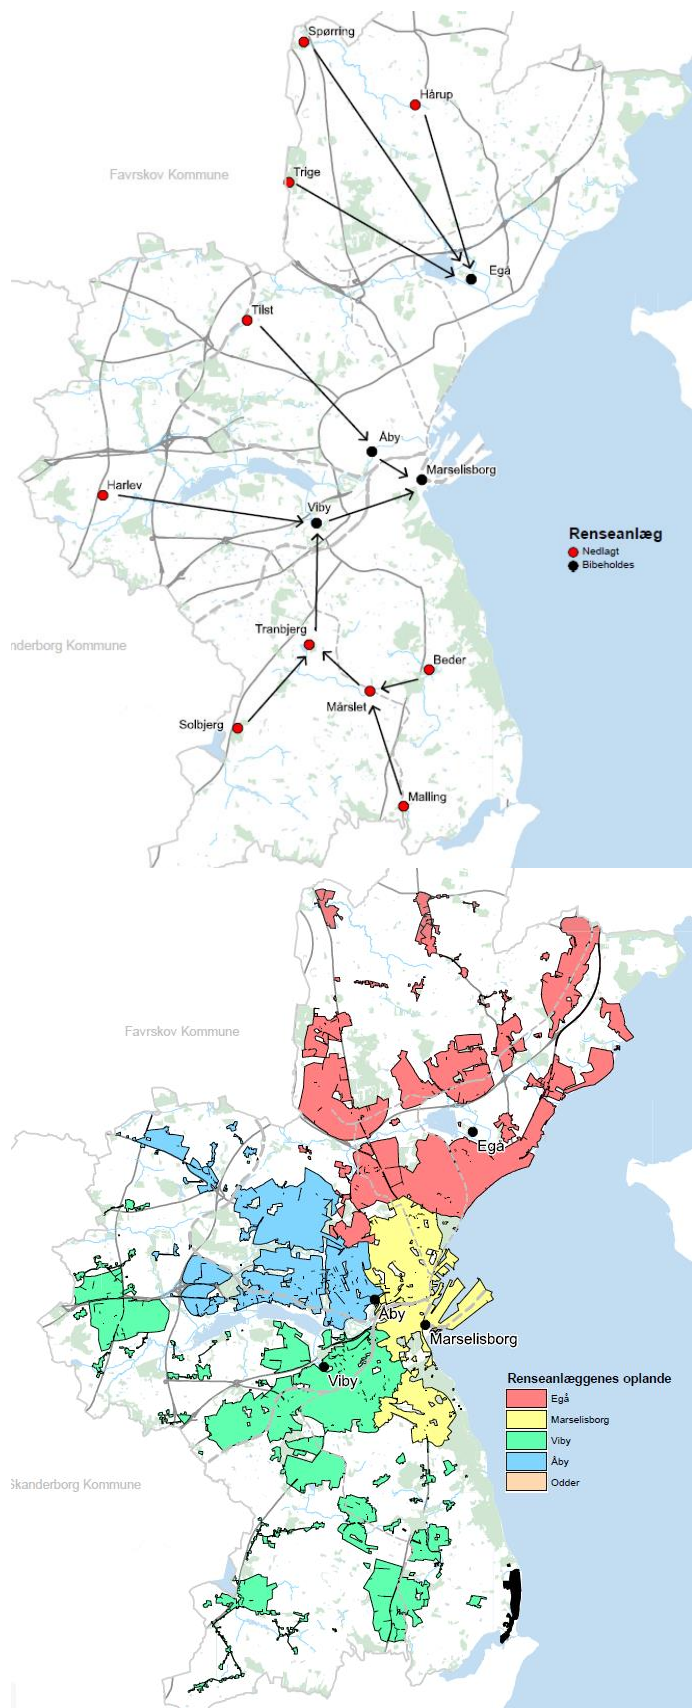 Spørring
Hårup
Favrskov Kommune
Trige
Egå
Tilst
Åby
Marselisborg
Harlev
Viby
Renseanlæg
Nedlagt
Bibeholdes
Tranbjerg
nderborg Kommune
Beder
Mårslet
Solbjerg
Malling
Favrskov Kommune
Egå
Åby
Marselisborg
Viby
Renseanlæggenes oplande
Egå
Marselisborg
Viby
Åby
Odder
Skanderborg Kommune